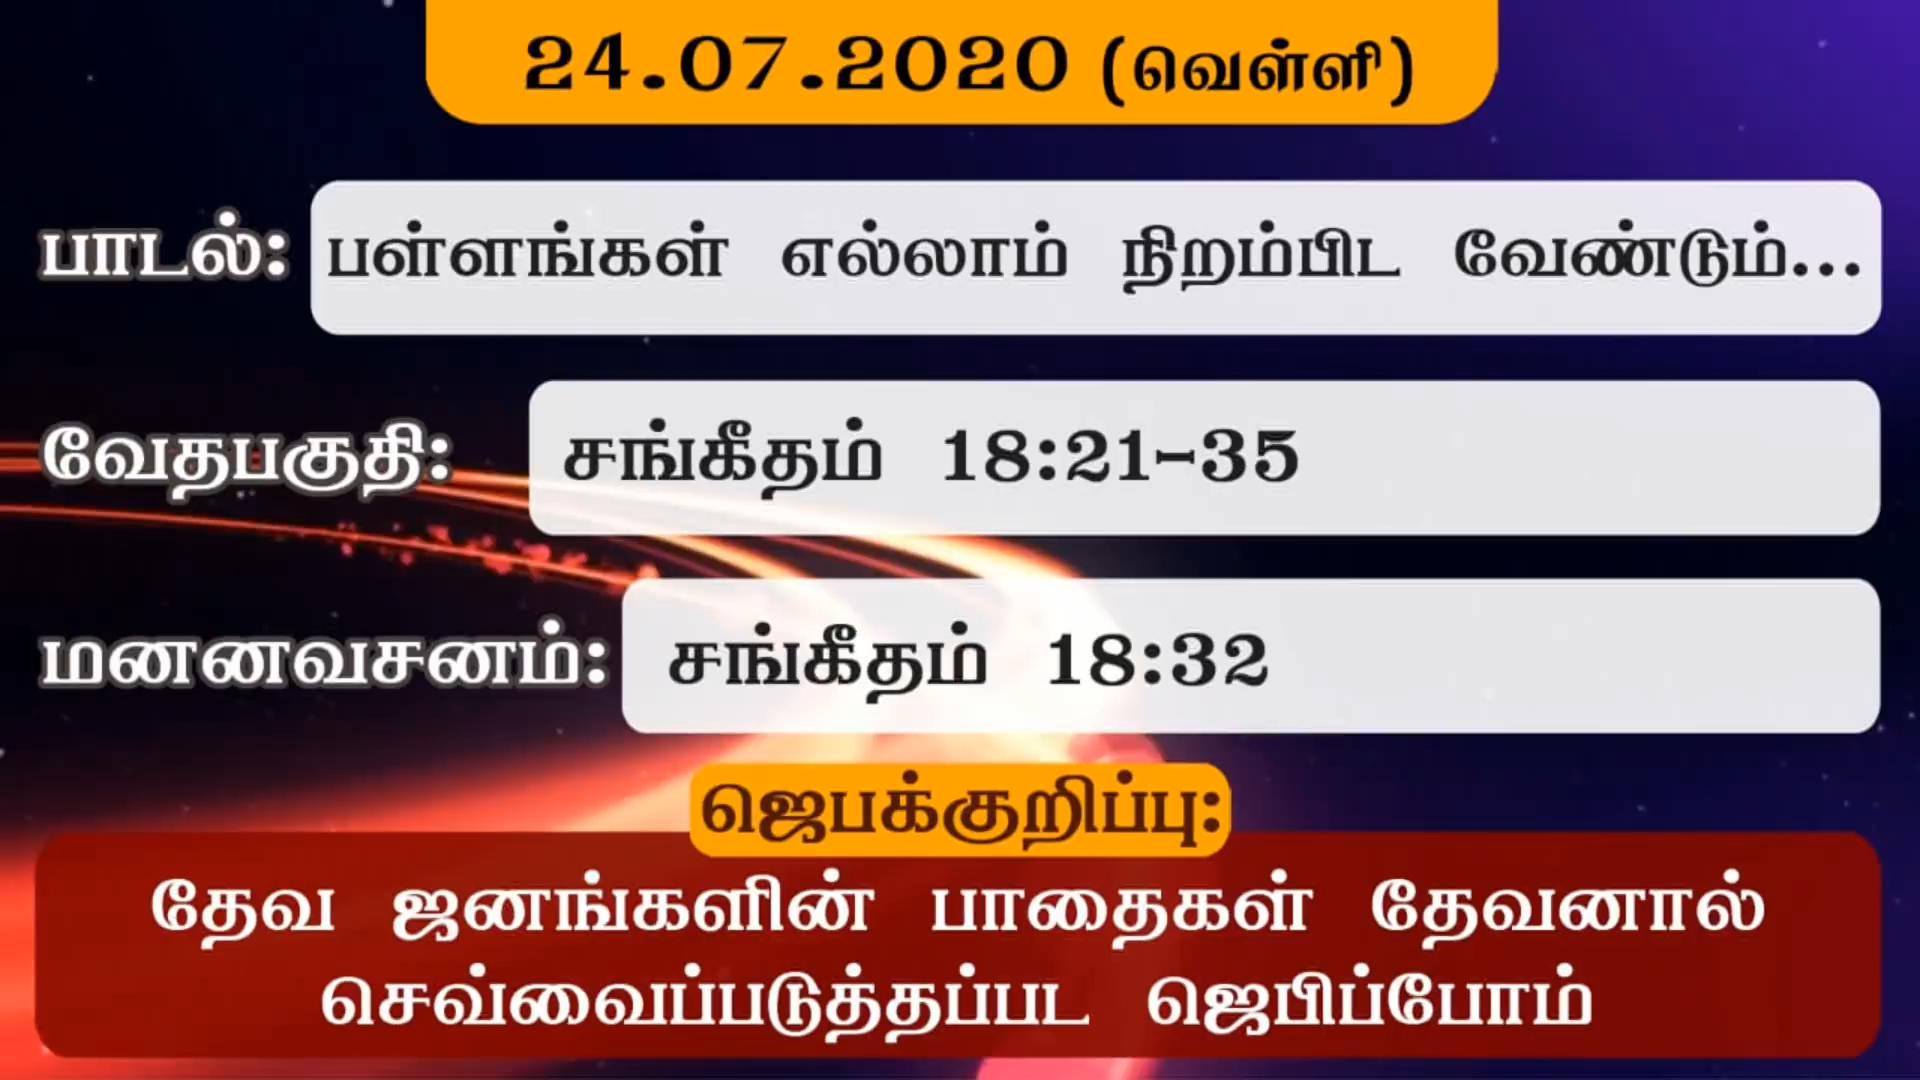 24.07.2020 (வெள்ளி)
பாடல்: பள்ளங்கள் எல்லாம் நிறம்பிட வேண்டும்...
வேதபகுதி: சங்கீதம் 18:21-35
மனனவசனம்: சங்கீதம் 18:32
ஜெபக்குறிப்பு:
தேவ ஜனங்களின் பாதைகள் தேவனால்
செவ்வைப்படுத்தப்பட ஜெபிப்போம்